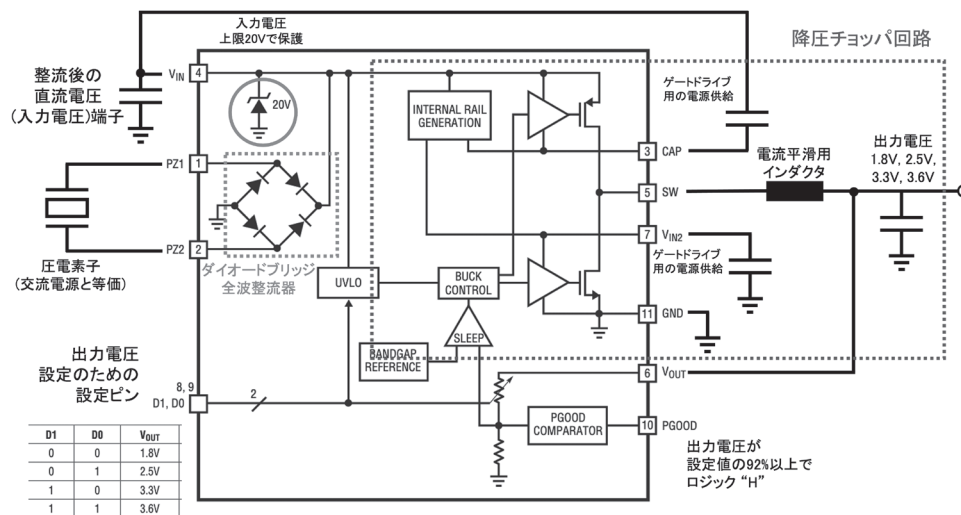 入力電圧
上限20Vで保護
降圧チョッパ回路
整流後の
直流電圧
(入力電圧)端子
VIN
4
20V
INTERNAL RAIL
GENERATION
ゲートドライブ
用の電源供給
3
CAP
PZ1
1
電流平滑用
インダクタ
出力電圧
1.8V, 2.5V,
3.3V, 3.6V
5
SW
7
VIN2
PZ2
2
圧電素子
(交流電源と等価)
ダイオードブリッジ
全波整流器
UVLO
BUCK
CONTROL
ゲートドライブ
用の電源供給
11
GND
SLEEP
BANDGAP
REFERENCE
出力電圧
設定のための
設定ピン
8, 9
D1, D0
2
6
VOUT
PGOOD
COMPARATOR
10
PGOOD
出力電圧が
設定値の92%以上で
ロジック “H”
D1 D0 VOUT
0 0 1.8V
0 1 2.5V
1 0 3.3V
1 1 3.6V